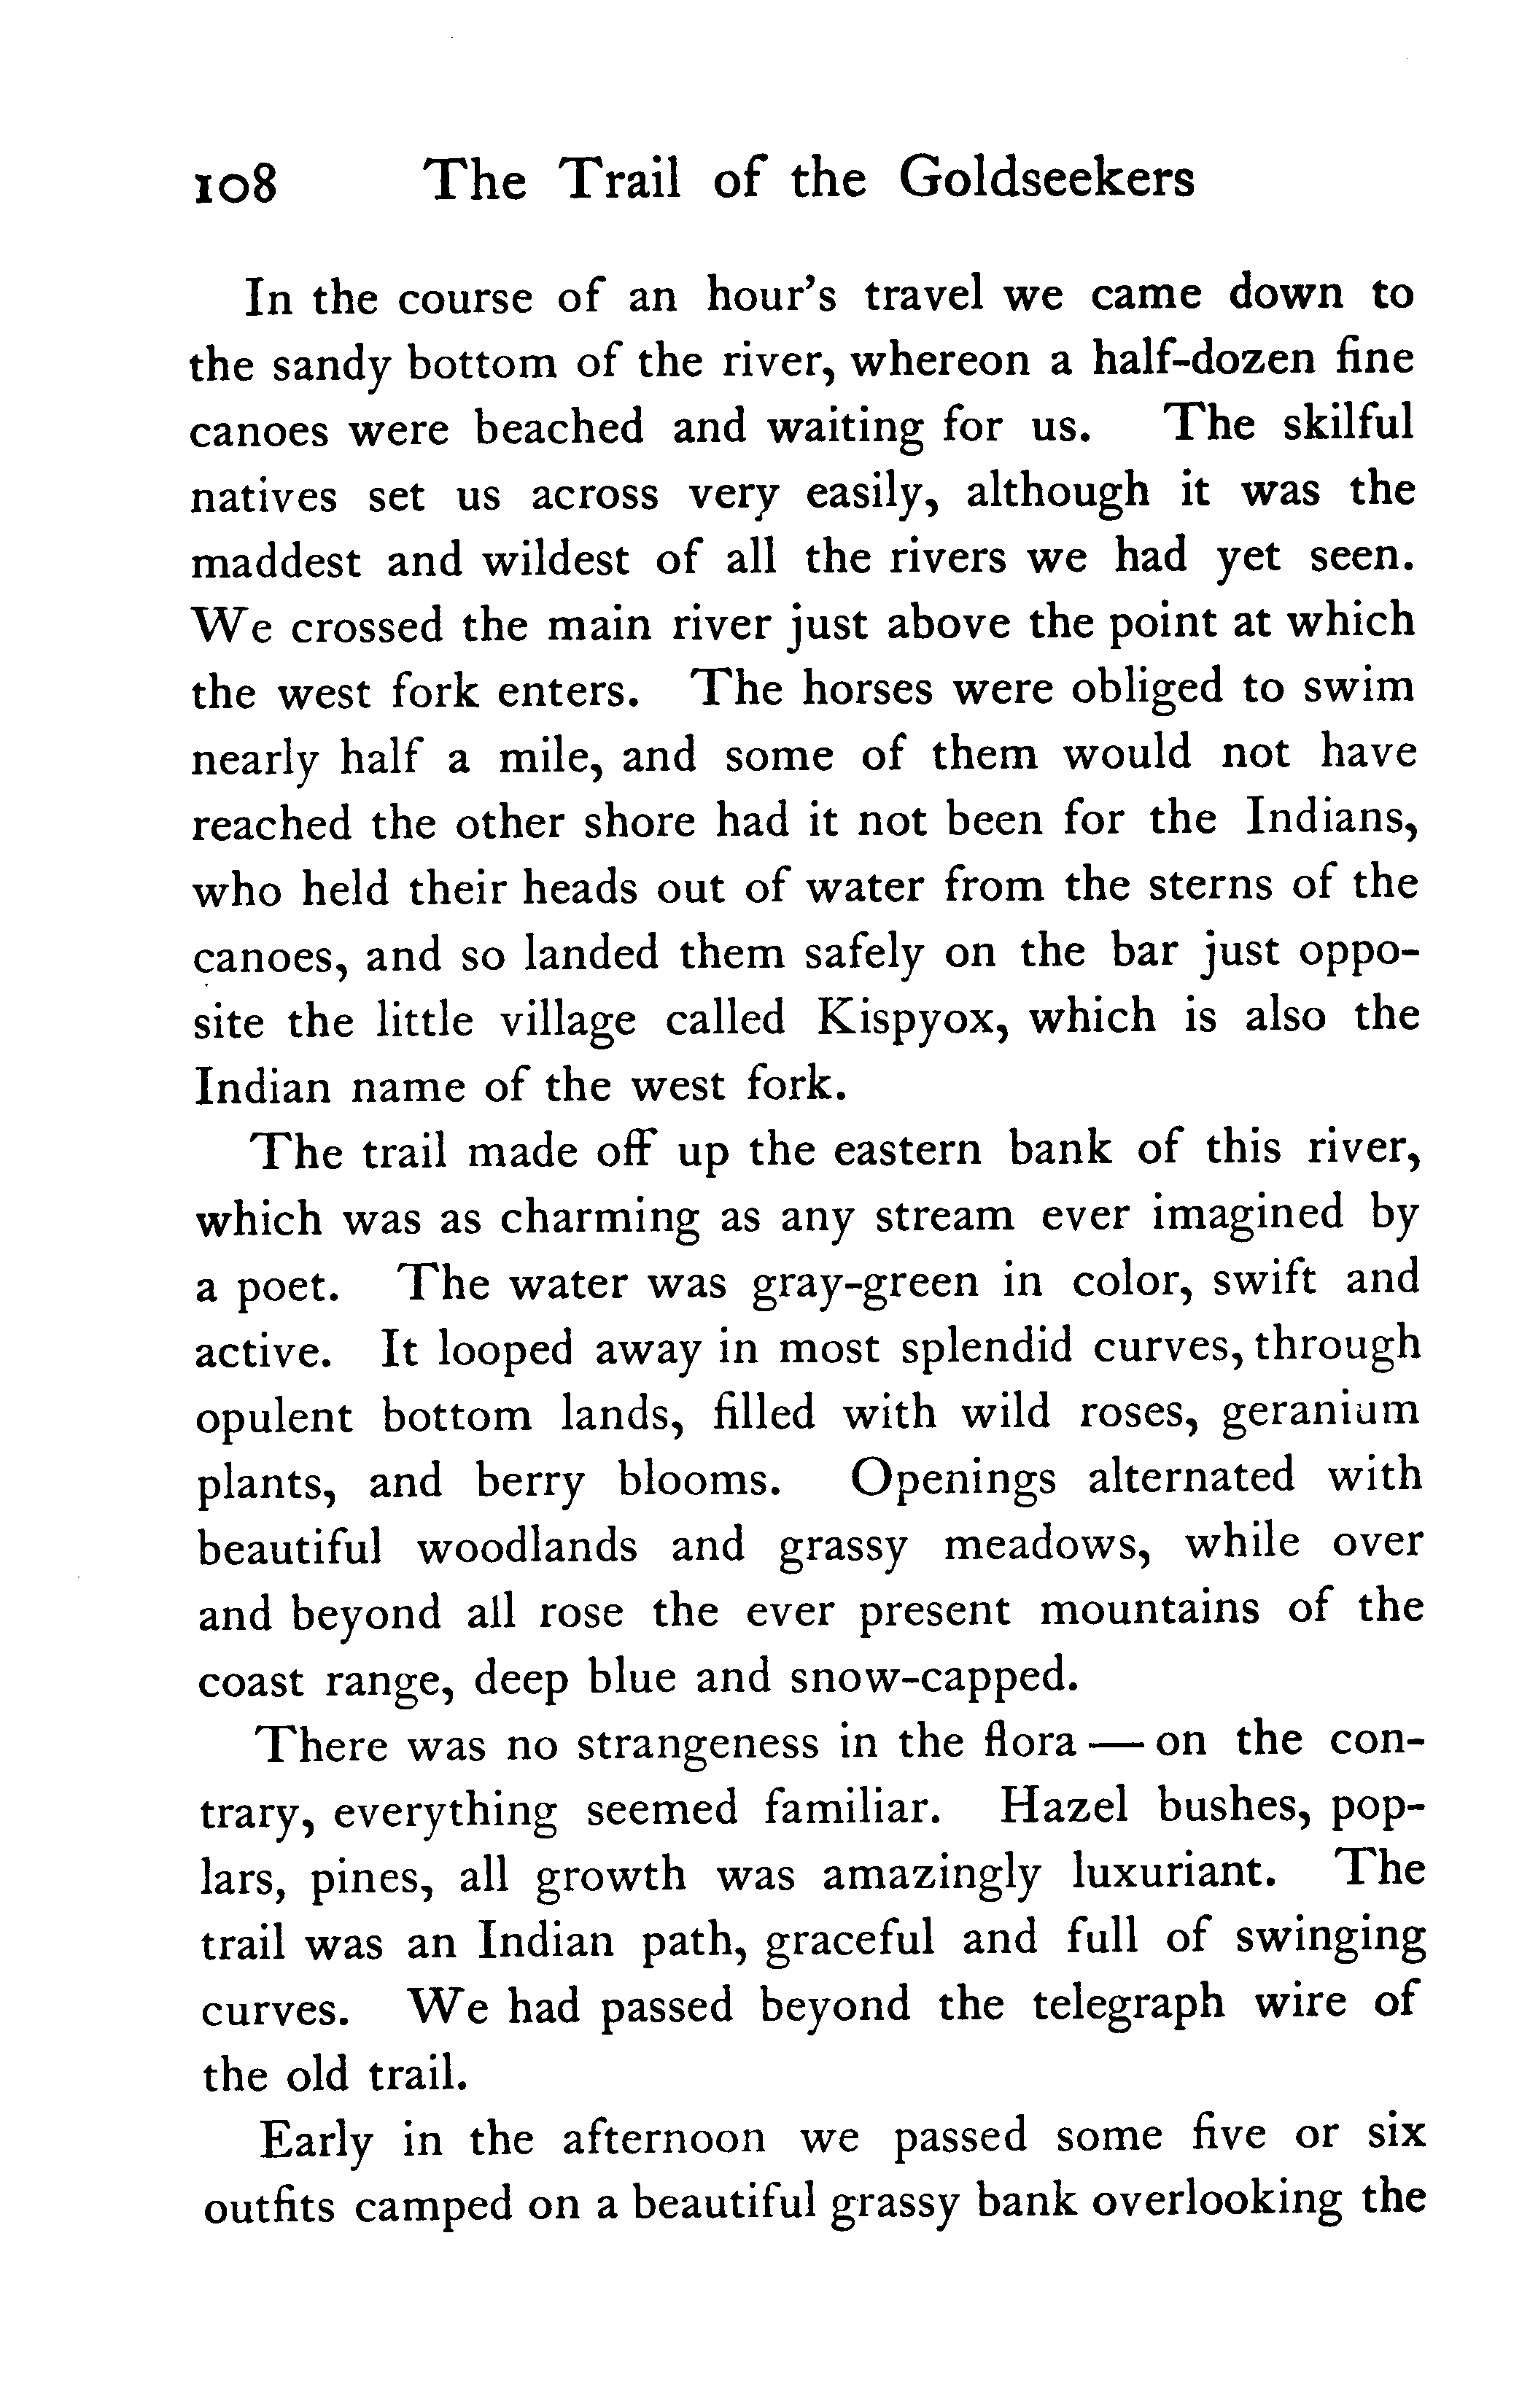 108 The Trail of the Goldseekers
In the course of an hour's travel we came down to
the sandy bottom of the river, whereon a half-dozen fine
canoes were beached and waiting for us. The skilful
natives set us across very easily, although it was the
maddest and wildest of all the rivers we had yet seen.
We crossed the main river just above the point at which
the west fork enters. The horses were obliged to swim
nearly half a mile, and some of them would not have
reached the other shore had it not been for the Indians,
who held their heads out of water from the sterns of the
canoes, and so landed them safely on the bar just oppo-
site the little village called Kispyox, which is also the
Indian name of the west fork.
The trail made off up the eastern bank of this river,
which was as charming as any stream ever imagined by
a poet. The water was gray-green in color, swift and
active. It looped away in most splendid curves, through
opulent bottom lands, filled with wild roses, geranium
plants, and berry blooms. Openings alternated with
beautiful woodlands and grassy meadows, while over
and beyond all rose the ever present mountains of the
coast range, deep blue and snow-capped.
There was no strangeness in the flora — on the con-
trary, everything seemed familiar. Hazel bushes, pop-
lars, pines, all growth was amazingly luxuriant. The
trail was an Indian path, graceful and full of swinging
curves. We had passed beyond the telegraph wire of
the old trail.
Early in the afternoon we passed some five or six
outfits camped on a beautiful grassy bank overlooking the